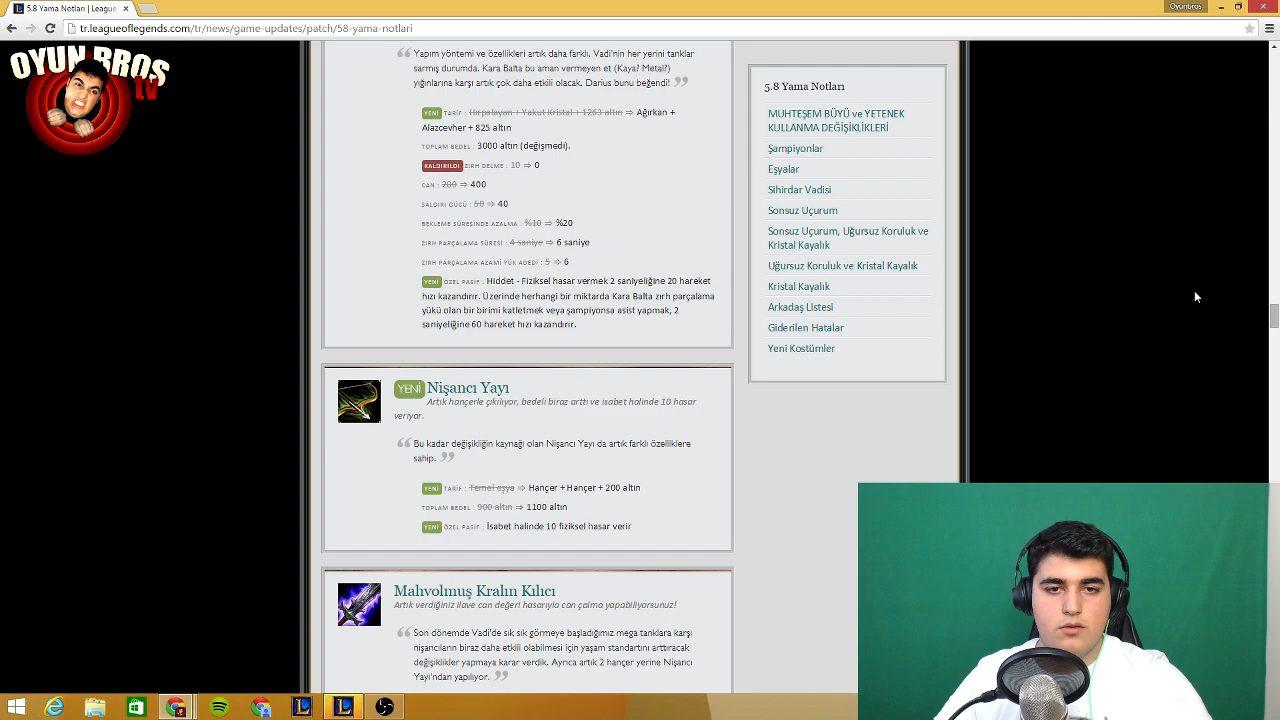 5.8 Yama Notları | League
Oyunbros
tr.leagueoflegends.com/tr/news/game-updates/patch/58-yama-notlari
OYUN BROS
TV
Yapım yöntemi ve özellikleri artık daha farklı. Vadi'nin her yerini tanklar
sarmış durumda. Kara Balta bu aman vermeyen et (Kaya? Metal?)
yığınlarına karşı artık çok daha etkili olacak. Darius bunu beğendi!
YENİ TARİF : Hırpalayan + Yakut Kristal + 1263 altın ⇒ Ağırkan +
Alazcevher + 825 altın
TOPLAM BEDEL : 3000 altın (değişmedi).
KALDIRILDI ZIRH DELME : 10 ⇒ 0
CAN : 200 ⇒ 400
SALDIRI GÜCÜ : 50 ⇒ 40
BEKLEME SÜRESİNDE AZALMA : %10 ⇒ %20
ZIRH PARÇALAMA SÜRESİ : 4 saniye ⇒ 6 saniye
ZIRH PARÇALAMA AZAMİ YÜK ADEDİ : 5 ⇒ 6
YENİ ÖZEL PASİF : Hiddet - Fiziksel hasar vermek 2 saniyeliğine 20 hareket
hızı kazandırır. Üzerinde herhangi bir miktarda Kara Balta zırh parçalama
yükü olan bir birimi katletmek veya şampiyonsa asist yapmak, 2
saniyeliğine 60 hareket hızı kazandırır.
YENİ Nişancı Yayı
Artık hançerle çıkılıyor, bedeli biraz arttı ve isabet halinde 10 hasar
veriyor.
Bu kadar değişikliğin kaynağı olan Nişancı Yayı da artık farklı özelliklere
sahip.
YENİ TARİF : Temel eşya ⇒ Hançer + Hançer + 200 altın
TOPLAM BEDEL : 900 altın ⇒ 1100 altın
YENİ ÖZEL PASİF : İsabet halinde 10 fiziksel hasar verir
Mahvolmuş Kralın Kılıcı
Artık verdiğiniz ilave can değeri hasarıyla can çalma yapabiliyorsunuz!
Son dönemde Vadi'de sık sık görmeye başladığımız mega tanklara karşı
nişancıların biraz daha etkili olabilmesi için yaşam standartını arttıracak
değişiklikler yapmaya karar verdik. Ayrıca artık 2 hançer yerine Nişancı
Yayı'ndan yapılıyor.
5.8 Yama Notları
MUHTEŞEM BÜYÜ ve YETENEK
KULLANMA DEĞİŞİKLİKLERİ
Şampiyonlar
Eşyalar
Sihirdar Vadisi
Sonsuz Uçurum
Sonsuz Uçurum, Uğursuz Koruluk ve
Kristal Kayalık
Uğursuz Koruluk ve Kristal Kayalık
Kristal Kayalık
Arkadaş Listesi
Giderilen Hatalar
Yeni Kostümler